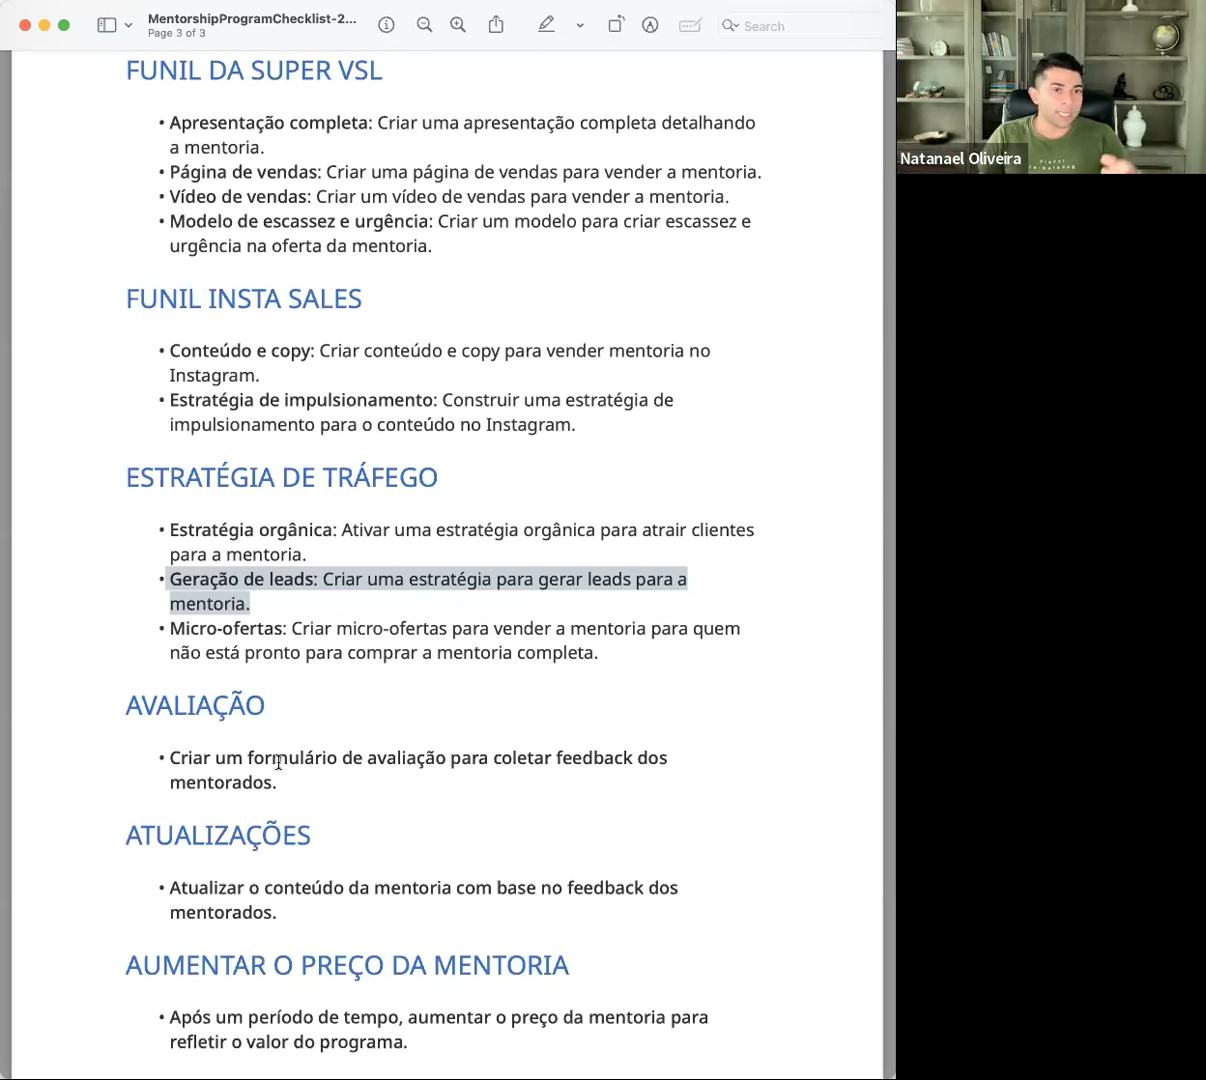 MentorshipProgramChecklist-2...
Page 3 of 3
Search
FUNIL DA SUPER VSL
• Apresentação completa: Criar uma apresentação completa detalhando
a mentoria.
• Página de vendas: Criar uma página de vendas para vender a mentoria.
• Vídeo de vendas: Criar um vídeo de vendas para vender a mentoria.
• Modelo de escassez e urgência: Criar um modelo para criar escassez e
urgência na oferta da mentoria.
FUNIL INSTA SALES
• Conteúdo e copy: Criar conteúdo e copy para vender mentoria no
Instagram.
• Estratégia de impulsionamento: Construir uma estratégia de
impulsionamento para o conteúdo no Instagram.
ESTRATÉGIA DE TRÁFEGO
• Estratégia orgânica: Ativar uma estratégia orgânica para atrair clientes
para a mentoria.
• Geração de leads: Criar uma estratégia para gerar leads para a
mentoria.
• Micro-ofertas: Criar micro-ofertas para vender a mentoria para quem
não está pronto para comprar a mentoria completa.
AVALIAÇÃO
• Criar um formulário de avaliação para coletar feedback dos
mentorados.
ATUALIZAÇÕES
• Atualizar o conteúdo da mentoria com base no feedback dos
mentorados.
AUMENTAR O PREÇO DA MENTORIA
• Após um período de tempo, aumentar o preço da mentoria para
refletir o valor do programa.
Natanael Oliveira